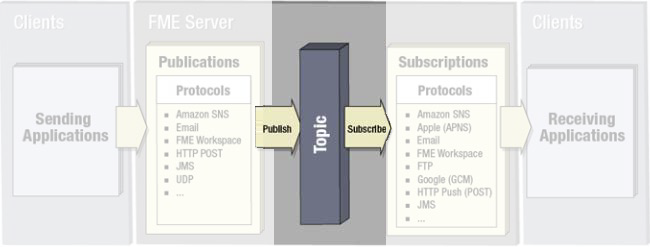 Clients
Sending
Applications
FME Server
Publications
Protocols
Amazon SNS
Email
FME Workspace
HTTP POST
JMS
UDP
...
Publish
Topic
Subscribe
Subscriptions
Protocols
Amazon SNS
Apple (APNS)
Email
FME Workspace
FTP
Google (GCM)
HTTP Push (POST)
JMS
...
Clients
Receiving
Applications